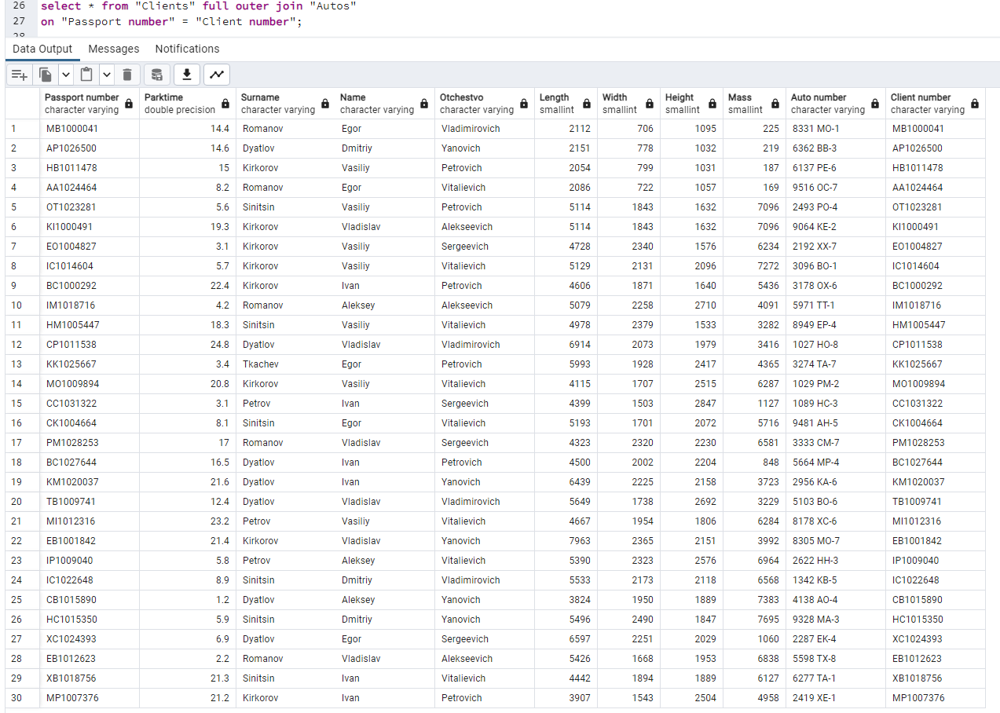 26 select * from "Clients" full outer join "Autos"
27 on "Passport number" = "Client number";
28
Data Output Messages Notifications
Passport number Parktime Surname Name Otchestvo Length Width Height Mass Auto number Client number
character varying double precision character varying character varying character varying smallint smallint smallint smallint character varying character varying
1 MB1000041 14.4 Romanov Egor Vladimirovich 2112 706 1095 225 8331 MO-1 MB1000041
2 AP1026500 14.6 Dyatlov Dmitriy Yanovich 2151 778 1032 219 6362 BB-3 AP1026500
3 HB1011478 15 Kirkorov Vasiliy Petrovich 2054 799 1031 187 6137 PE-6 HB1011478
4 AA1024464 8.2 Romanov Egor Vitalievich 2086 722 1057 169 9516 OC-7 AA1024464
5 OT1023281 5.6 Sinitsin Vasiliy Petrovich 5114 1843 1632 7096 2493 PO-4 OT1023281
6 KI1000491 19.3 Kirkorov Vladislav Alekseevich 5114 1843 1632 7096 9064 KE-2 KI1000491
7 EO1004827 3.1 Kirkorov Vasiliy Sergeevich 4728 2340 1576 6234 2192 XX-7 EO1004827
8 IC1014604 5.7 Kirkorov Vasiliy Vitalievich 5129 2131 2096 7272 3096 BO-1 IC1014604
9 BC1000292 22.4 Kirkorov Ivan Petrovich 4606 1871 1640 5436 3178 OX-6 BC1000292
10 IM1018716 4.2 Romanov Aleksey Alekseevich 5079 2258 2710 4091 5971 TT-1 IM1018716
11 HM1005447 18.3 Sinitsin Vasiliy Vitalievich 4978 2379 1533 3282 8949 EP-4 HM1005447
12 CP1011538 24.8 Dyatlov Vladislav Vladimirovich 6914 2073 1979 3416 1027 HO-8 CP1011538
13 KK1025667 3.4 Tkachev Egor Petrovich 5993 1928 2417 4365 3274 TA-7 KK1025667
14 MO1009894 20.8 Kirkorov Vasiliy Vitalievich 4115 1707 2515 6287 1029 PM-2 MO1009894
15 CC1031322 3.1 Petrov Ivan Sergeevich 4399 1503 2847 1127 1089 HC-3 CC1031322
16 CK1004664 8.1 Sinitsin Egor Vitalievich 5193 1701 2072 5716 9481 AH-5 CK1004664
17 PM1028253 17 Romanov Vladislav Sergeevich 4323 2320 2230 6581 3333 CM-7 PM1028253
18 BC1027644 16.5 Dyatlov Ivan Petrovich 4500 2002 2204 848 5664 MP-4 BC1027644
19 KM1020037 21.6 Dyatlov Ivan Yanovich 6439 2225 2158 3723 2956 KA-6 KM1020037
20 TB1009741 12.4 Dyatlov Vladislav Vladimirovich 5649 1738 2692 3229 5103 BO-6 TB1009741
21 MI1012316 23.2 Petrov Vasiliy Vitalievich 4667 1954 1806 6284 8178 XC-6 MI1012316
22 EB1001842 21.4 Kirkorov Vladislav Yanovich 7963 2365 2151 3992 8305 MO-7 EB1001842
23 IP1009040 5.8 Petrov Aleksey Vitalievich 5390 2323 2576 6964 2622 HH-3 IP1009040
24 IC1022648 8.9 Sinitsin Dmitriy Vladimirovich 5533 2173 2118 6568 1342 KB-5 IC1022648
25 CB1015890 1.2 Dyatlov Aleksey Yanovich 3824 1950 1889 7383 4138 AO-4 CB1015890
26 HC1015350 5.9 Sinitsin Dmitriy Yanovich 5496 2490 1847 7695 9328 MA-3 HC1015350
27 XC1024393 6.9 Dyatlov Egor Sergeevich 6597 2251 2029 1060 2287 EK-4 XC1024393
28 EB1012623 2.2 Romanov Vladislav Alekseevich 5426 1668 1953 6838 5598 TX-8 EB1012623
29 XB1018756 21.3 Sinitsin Ivan Vitalievich 4442 1894 1889 6127 6277 TA-1 XB1018756
30 MP1007376 21.2 Kirkorov Ivan Petrovich 3907 1543 2504 4958 2419 XE-1 MP1007376